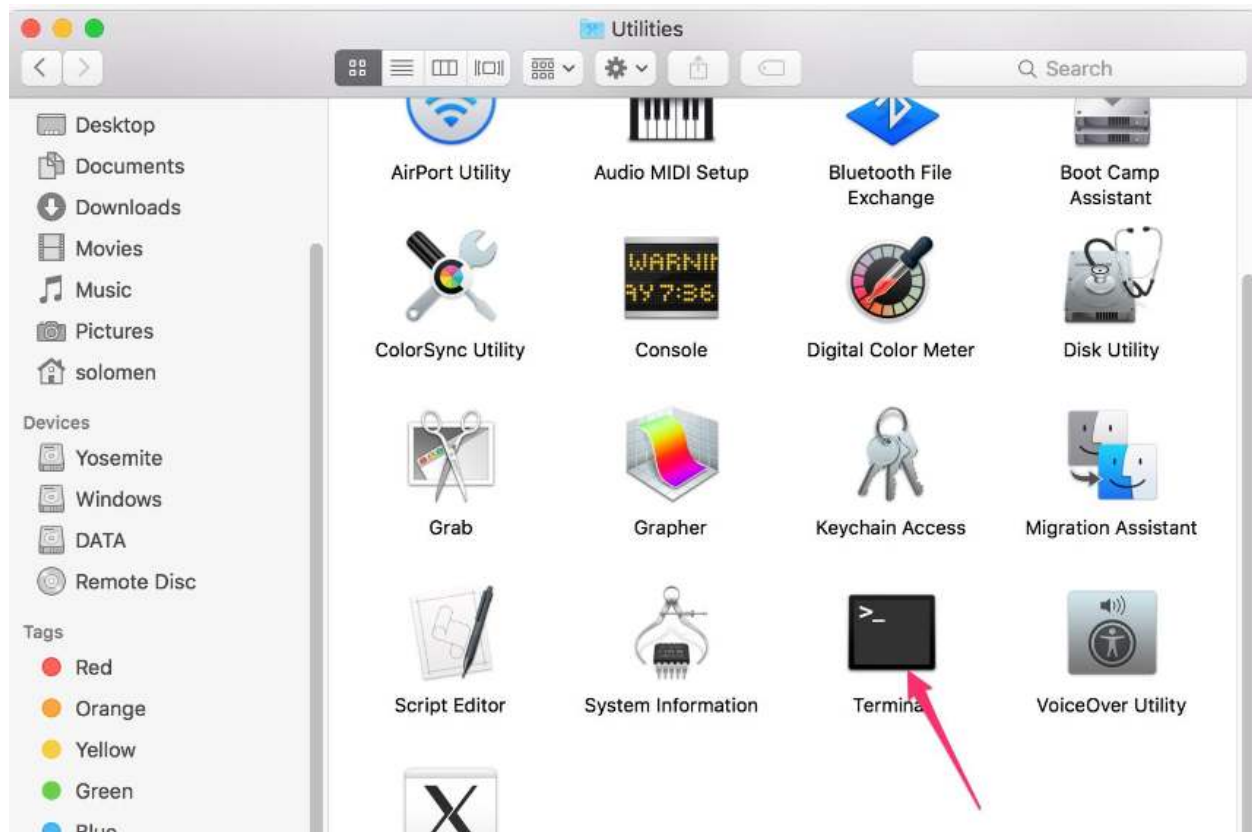 Utilities
Search
Desktop
Documents
Downloads
Movies
Music
Pictures
solomen
Devices
Yosemite
Windows
DATA
Remote Disc
Tags
Red
Orange
Yellow
Green
Blue
AirPort Utility
Audio MIDI Setup
Bluetooth File
Exchange
Boot Camp
Assistant
WARNIN
AY 7:36
ColorSync Utility
Console
Digital Color Meter
Disk Utility
Grab
Grapher
Keychain Access
Migration Assistant
>_
Script Editor
System Information
Terminal
VoiceOver Utility
X